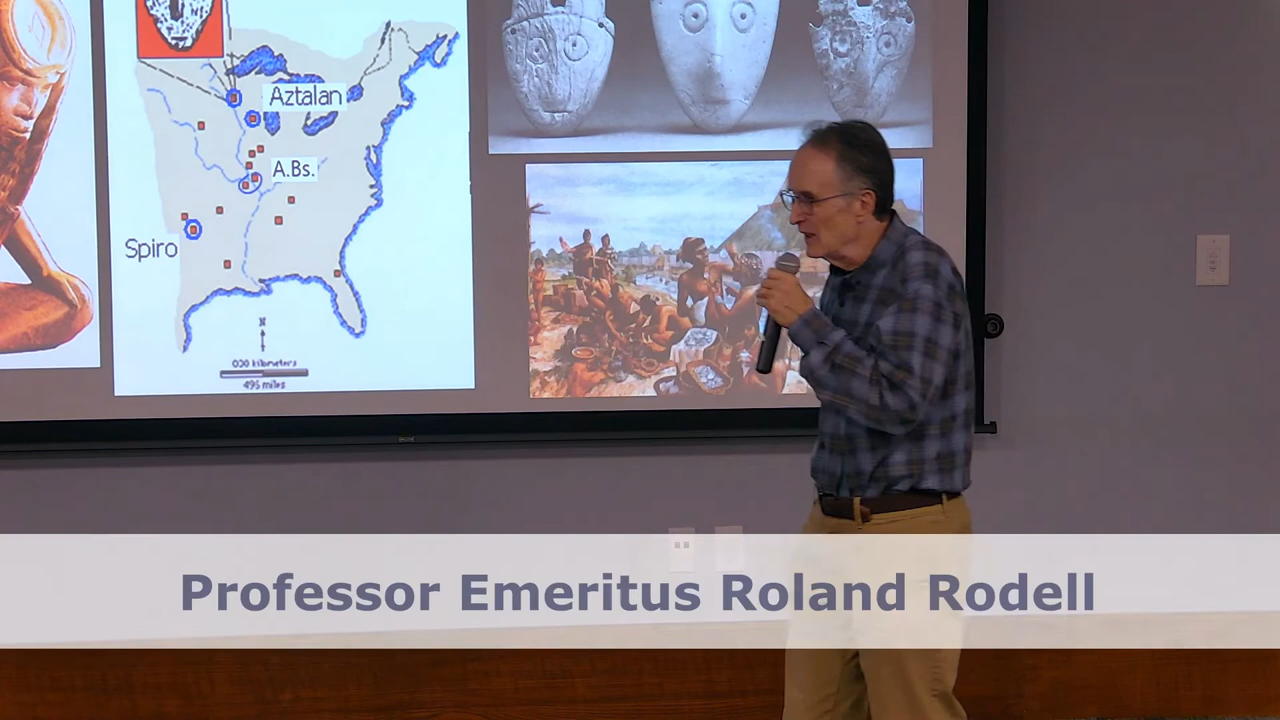 Aztalan
A.Bs.
Spiro
N
495 miles
Professor Emeritus Roland Rodell